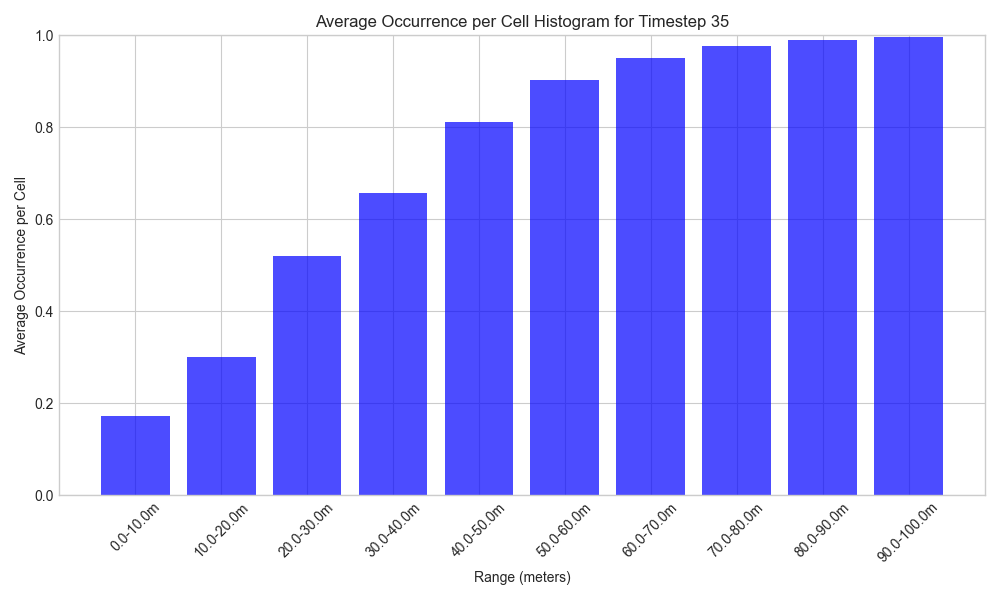 Average Occurrence per Cell Histogram for Timestep 35
1.0
0.8
0.6
0.4
0.2
0.0
Average Occurrence per Cell
0.0-10.0m
10.0-20.0m
20.0-30.0m
30.0-40.0m
40.0-50.0m
50.0-60.0m
60.0-70.0m
70.0-80.0m
80.0-90.0m
90.0-100.0m
Range (meters)